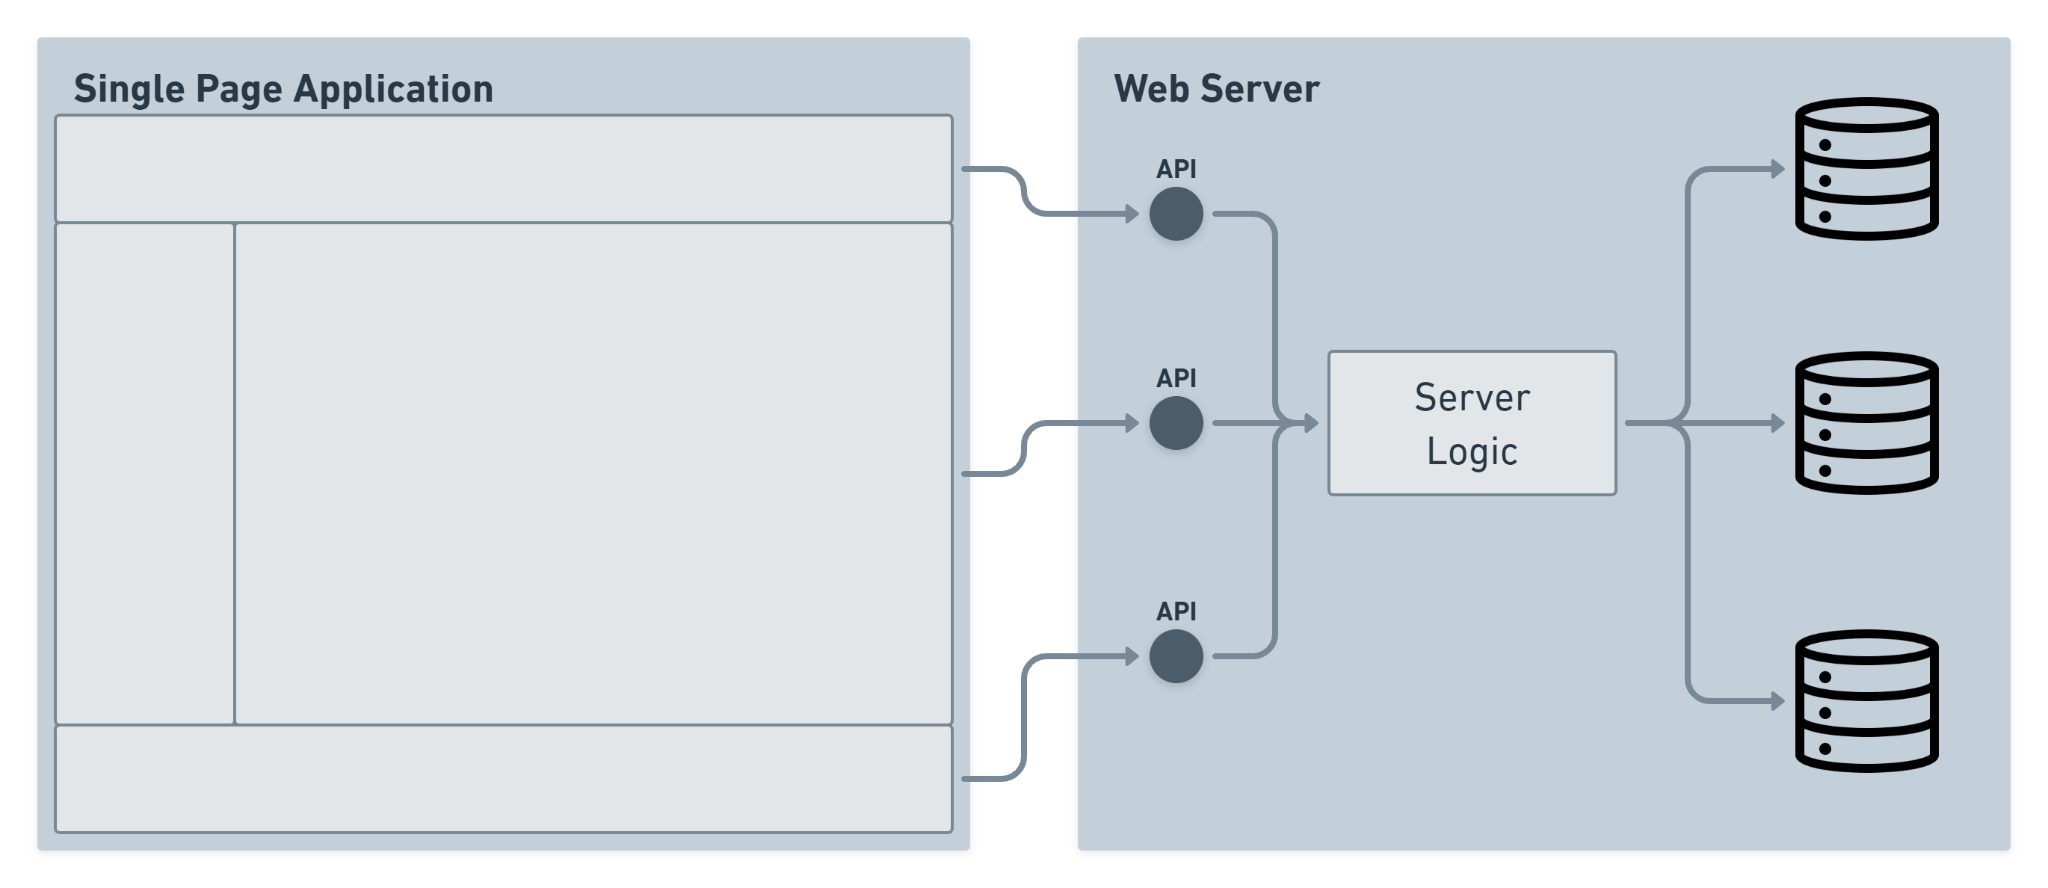 Single Page Application
Web Server
API
API
Server
Logic
API